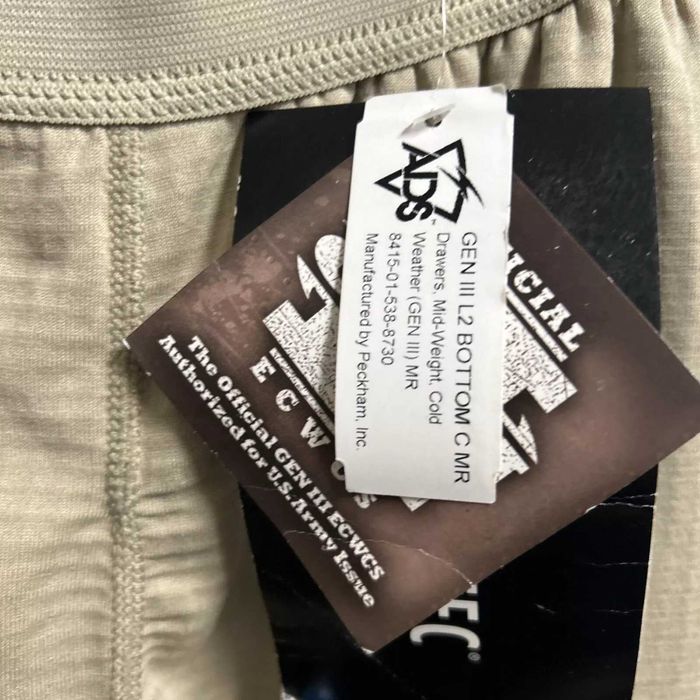 ADS
GEN III L2 BOTTOM C MR
Drawers, Mid-Weight, Cold
Weather (GEN III) MR
8415-01-538-8730
Manufactured by Peckham, Inc.
ECWCS
The Official GEN III ECWCS
Authorized for U.S. Army Issue